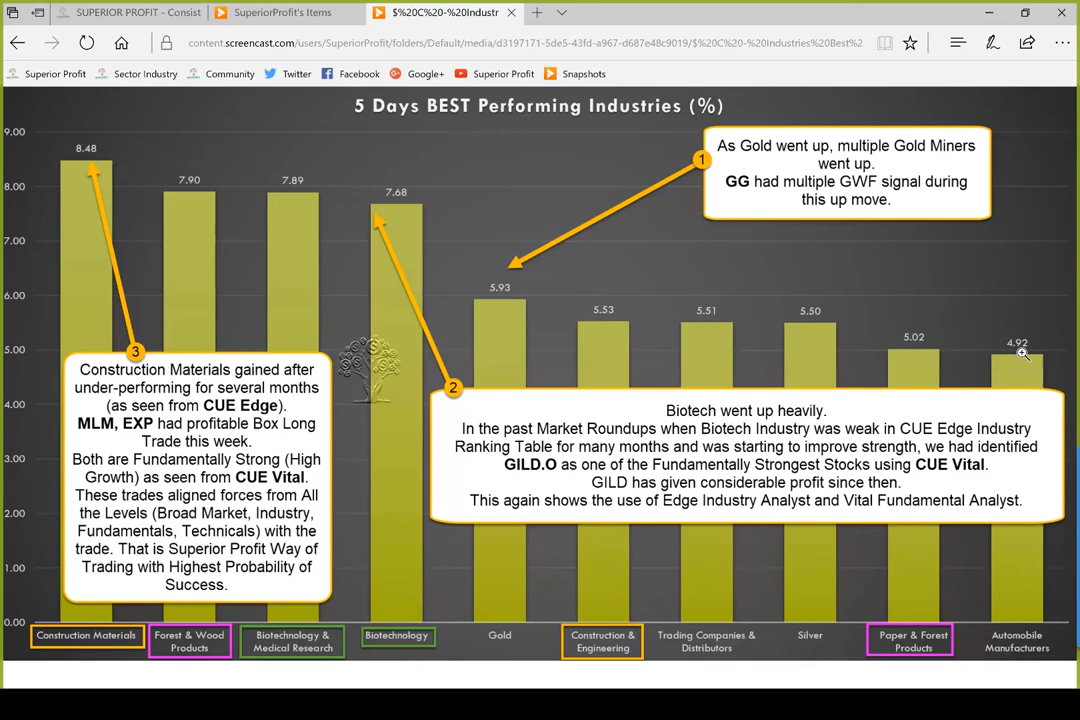 SUPERIOR PROFIT - Consist
SuperiorProfit's Items
$%20C%20-%20Industr
content.screencast.com/users/SuperiorProfit/folders/Default/media/d3197171-5de5-43fd-a967-d687e48c9019/$%20C%20-%20Industries%20Best%2
Superior Profit
Sector Industry
Community
Twitter
Facebook
Google+
Superior Profit
Snapshots
5 Days BEST Performing Industries (%)
9.00
8.00
7.00
6.00
5.00
4.00
3.00
2.00
1.00
0.00
8.48
7.90
7.89
7.68
5.93
5.53
5.51
5.50
5.02
4.92
1
As Gold went up, multiple Gold Miners
went up.
GG had multiple GWF signal during
this up move.
2
Biotech went up heavily.
In the past Market Roundups when Biotech Industry was weak in CUE Edge Industry
Ranking Table for many months and was starting to improve strength, we had identified
GILD.O as one of the Fundamentally Strongest Stocks using CUE Vital.
GILD has given considerable profit since then.
This again shows the use of Edge Industry Analyst and Vital Fundamental Analyst.
3
Construction Materials gained after
under-performing for several months
(as seen from CUE Edge).
MLM, EXP had profitable Box Long
Trade this week.
Both are Fundamentally Strong (High
Growth) as seen from CUE Vital.
These trades aligned forces from All
the Levels (Broad Market, Industry,
Fundamentals, Technicals) with the
trade. That is Superior Profit Way of
Trading with Highest Probability of
Success.
Construction Materials
Forest & Wood
Products
Biotechnology &
Medical Research
Biotechnology
Gold
Construction &
Engineering
Trading Companies &
Distributors
Silver
Paper & Forest
Products
Automobile
Manufacturers